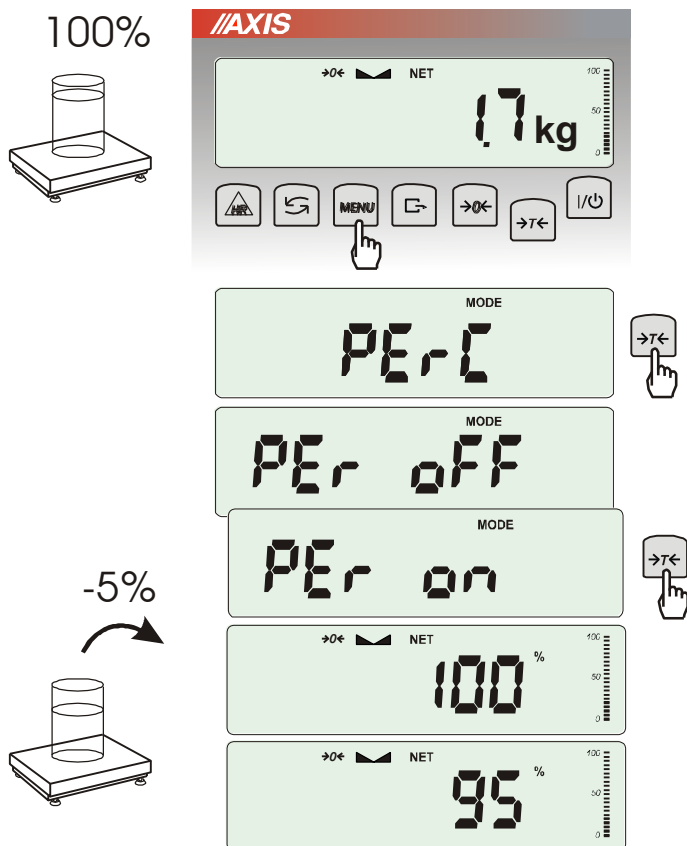 100%
//AXIS
→0← NET
100
1.7 kg
50
0
HR MENU →0← →T← I/
MODE
PErC
→T←
MODE
PEr oFF
MODE
PEr on
→T←
-5%
→0← NET
100
100 %
50
0
→0← NET
100
95 %
50
0